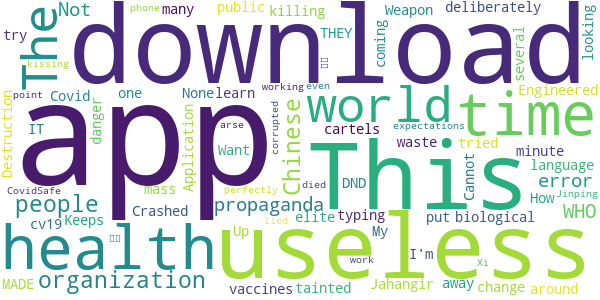 phone many public killing Weapon deliberately
The Not download
try kissing THEY coming several looking
point Covid one None learn working even Engineered
Destruction IT danger app Application world time
corrupted arse expectations
Want Chinese cartels waste tried minute
CovidSafe mass died This Cannot language
people Crashed perfectly propaganda DND error How Jinping
cv19 Keeps elite typing put biological WHO
health lied Up My useless Xi
MADE organization vaccines tainted work I'm Jahangir away change around